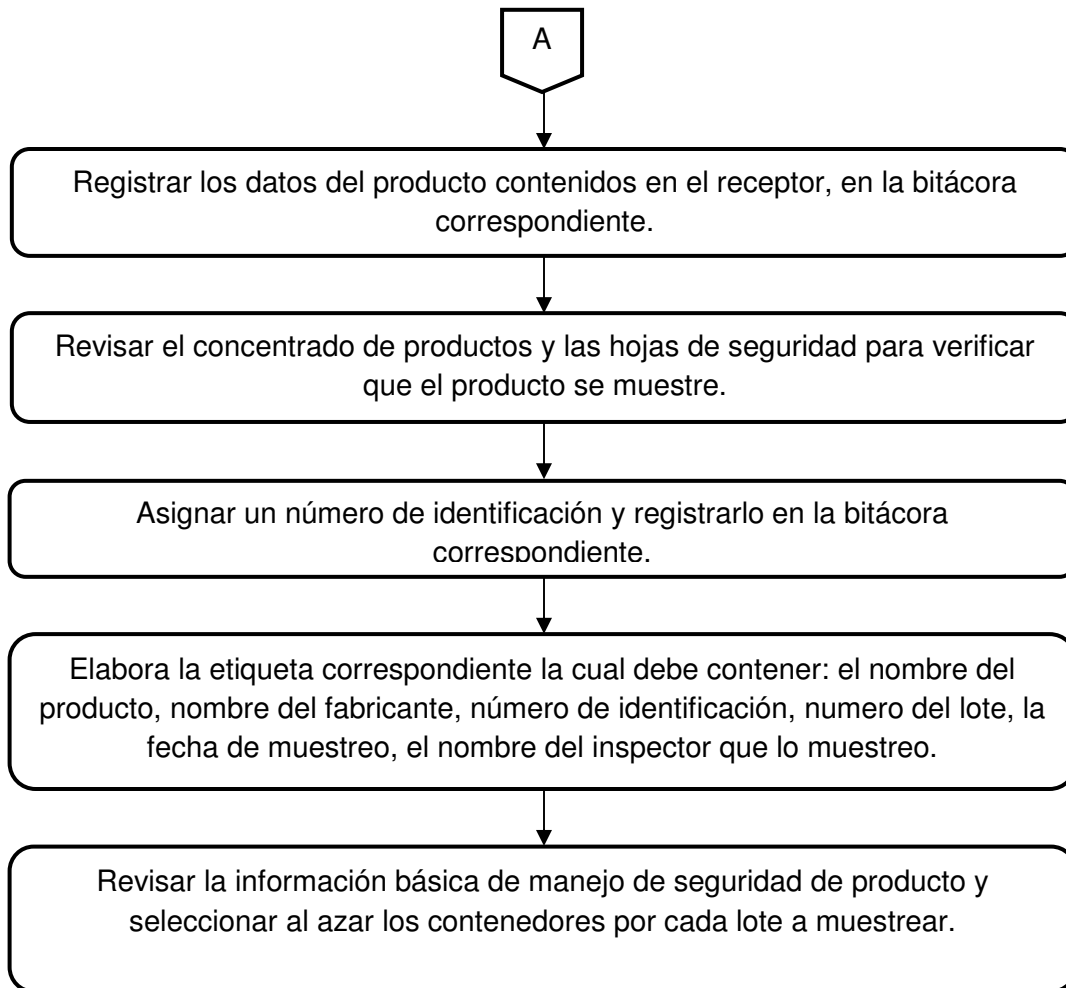 A
Registrar los datos del producto contenidos en el receptor, en la bitácora
correspondiente.
Revisar el concentrado de productos y las hojas de seguridad para verificar
que el producto se muestre.
Asignar un número de identificación y registrarlo en la bitácora
correspondiente.
Elabora la etiqueta correspondiente la cual debe contener: el nombre del
producto, nombre del fabricante, número de identificación, numero del lote, la
fecha de muestreo, el nombre del inspector que lo muestreo.
Revisar la información básica de manejo de seguridad de producto y
seleccionar al azar los contenedores por cada lote a muestrear.